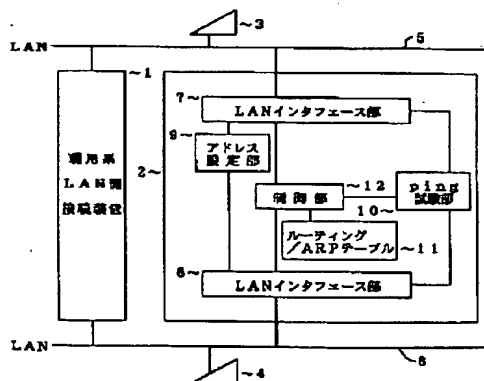 ~3
LAN
5
~1
7~
LANインタフェース部
9~
アドレス
設定部
現用系
LAN間
接続装置
2~
~12
制御部
ping
試験部
10~
ルーティング
/ARPテーブル
~11
8~
LANインタフェース部
LAN
6
~4